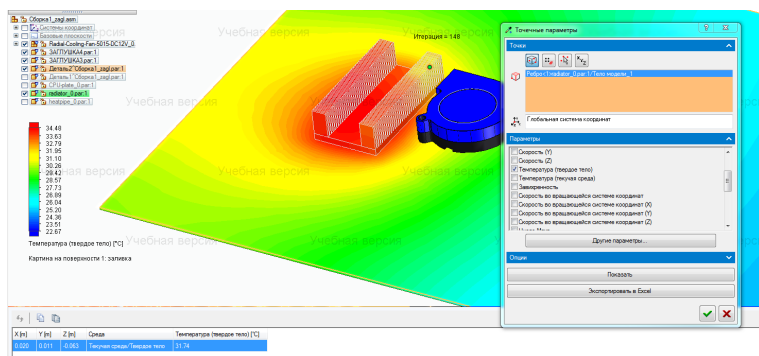 Сборка1_zagl.asm
Системы координат
Базовые плоскости
Radial-Cooling-Fan-5015-DC12V_0.
ЗАГЛУШКА4.par:1
ЗАГЛУШКА3.par:1
Деталь2^Сборка1_zagl.par:1
Деталь1^Сборка1_zagl.par:1
CPU-plate_0.par:1
radiator_0.par:1
heatpipe_0.par:1
34.48
33.63
32.79
31.95
31.10
30.26
29.42
28.57
27.73
26.89
26.04
25.20
24.36
23.51
22.67
Температура (твердое тело) [°C]
Картина на поверхности 1: заливка
Учебная версия
Учебная версия
Учебная версия
Учебная версия
Учебная версия
Итерация = 148
Точечные параметры
Точки
Ребро<1>radiator_0.par:1/Тело модели_1
Глобальная система координат
Параметры
Скорость (Y)
Скорость (Z)
Температура (твердое тело)
Температура (текучая среда)
Завихренность
Скорость во вращающейся системе координат
Скорость во вращающейся системе координат (X)
Скорость во вращающейся системе координат (Y)
Скорость во вращающейся системе координат (Z)
Другие параметры...
Опции
Показать
Экспортировать в Excel
X [m] Y [m] Z [m] Среда Температура (твердое тело) [°C]
0.020 0.011 -0.063 Текучая среда/Твердое тело 31.74